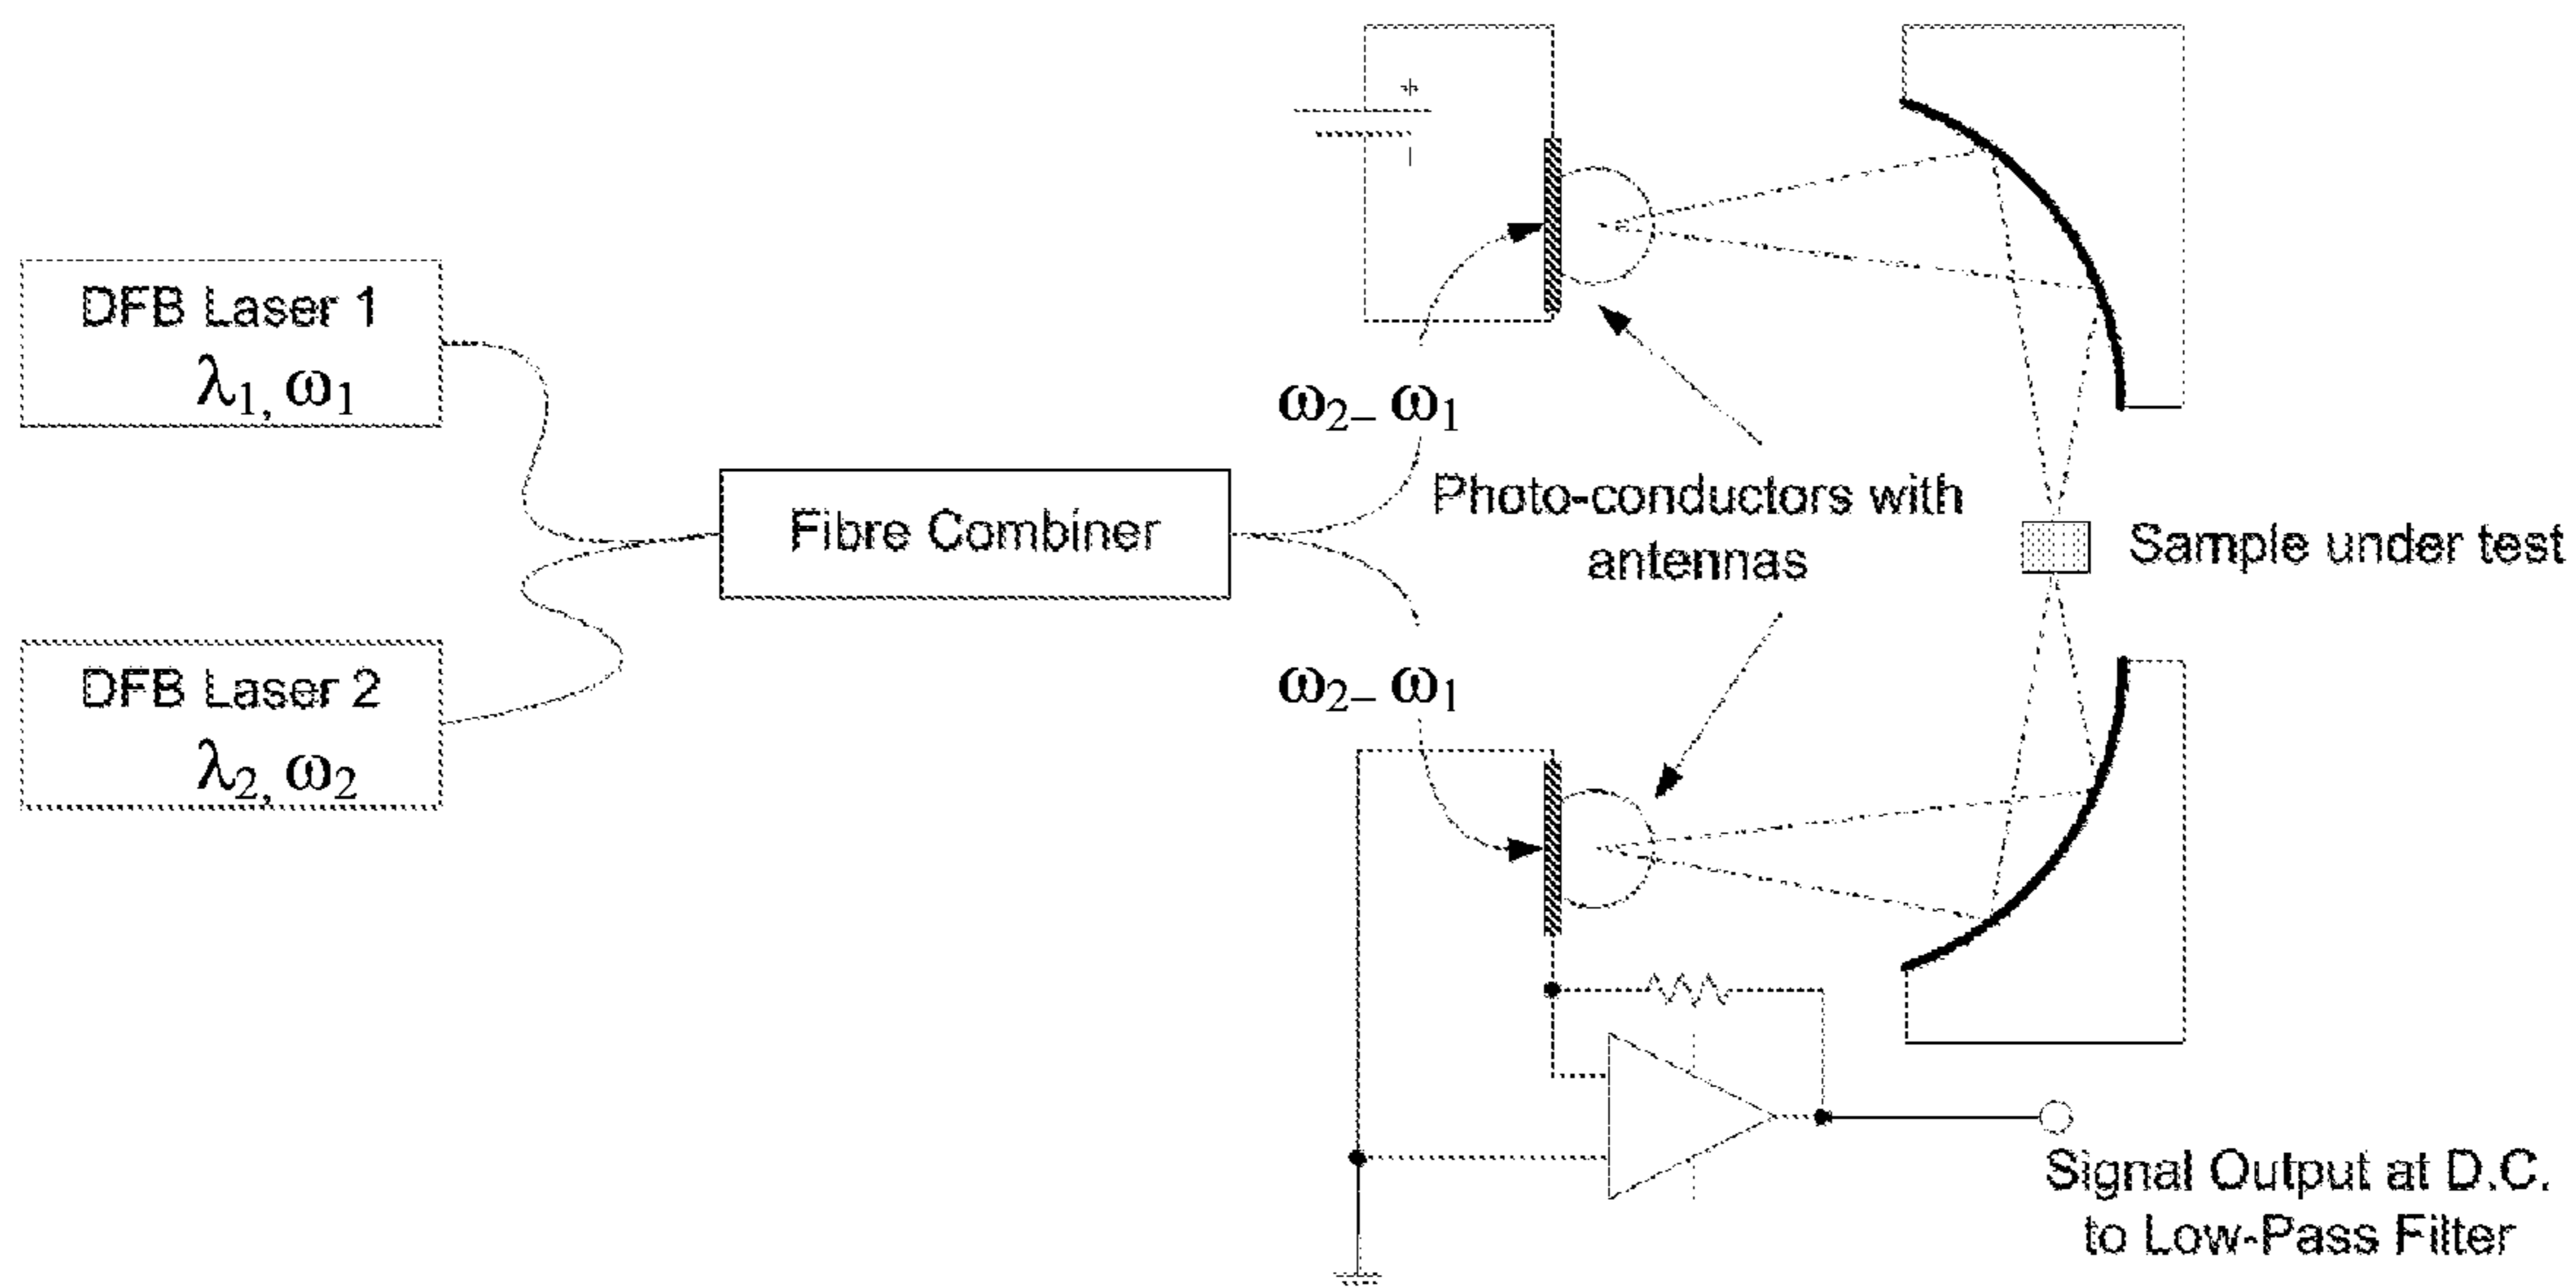 DFB Laser 1
λ1, ω1
DFB Laser 2
λ2, ω2
Fibre Combiner
+
−
ω2– ω1
Photo-conductors with
antennas
ω2– ω1
Sample under test
Signal Output at D.C.
to Low-Pass Filter